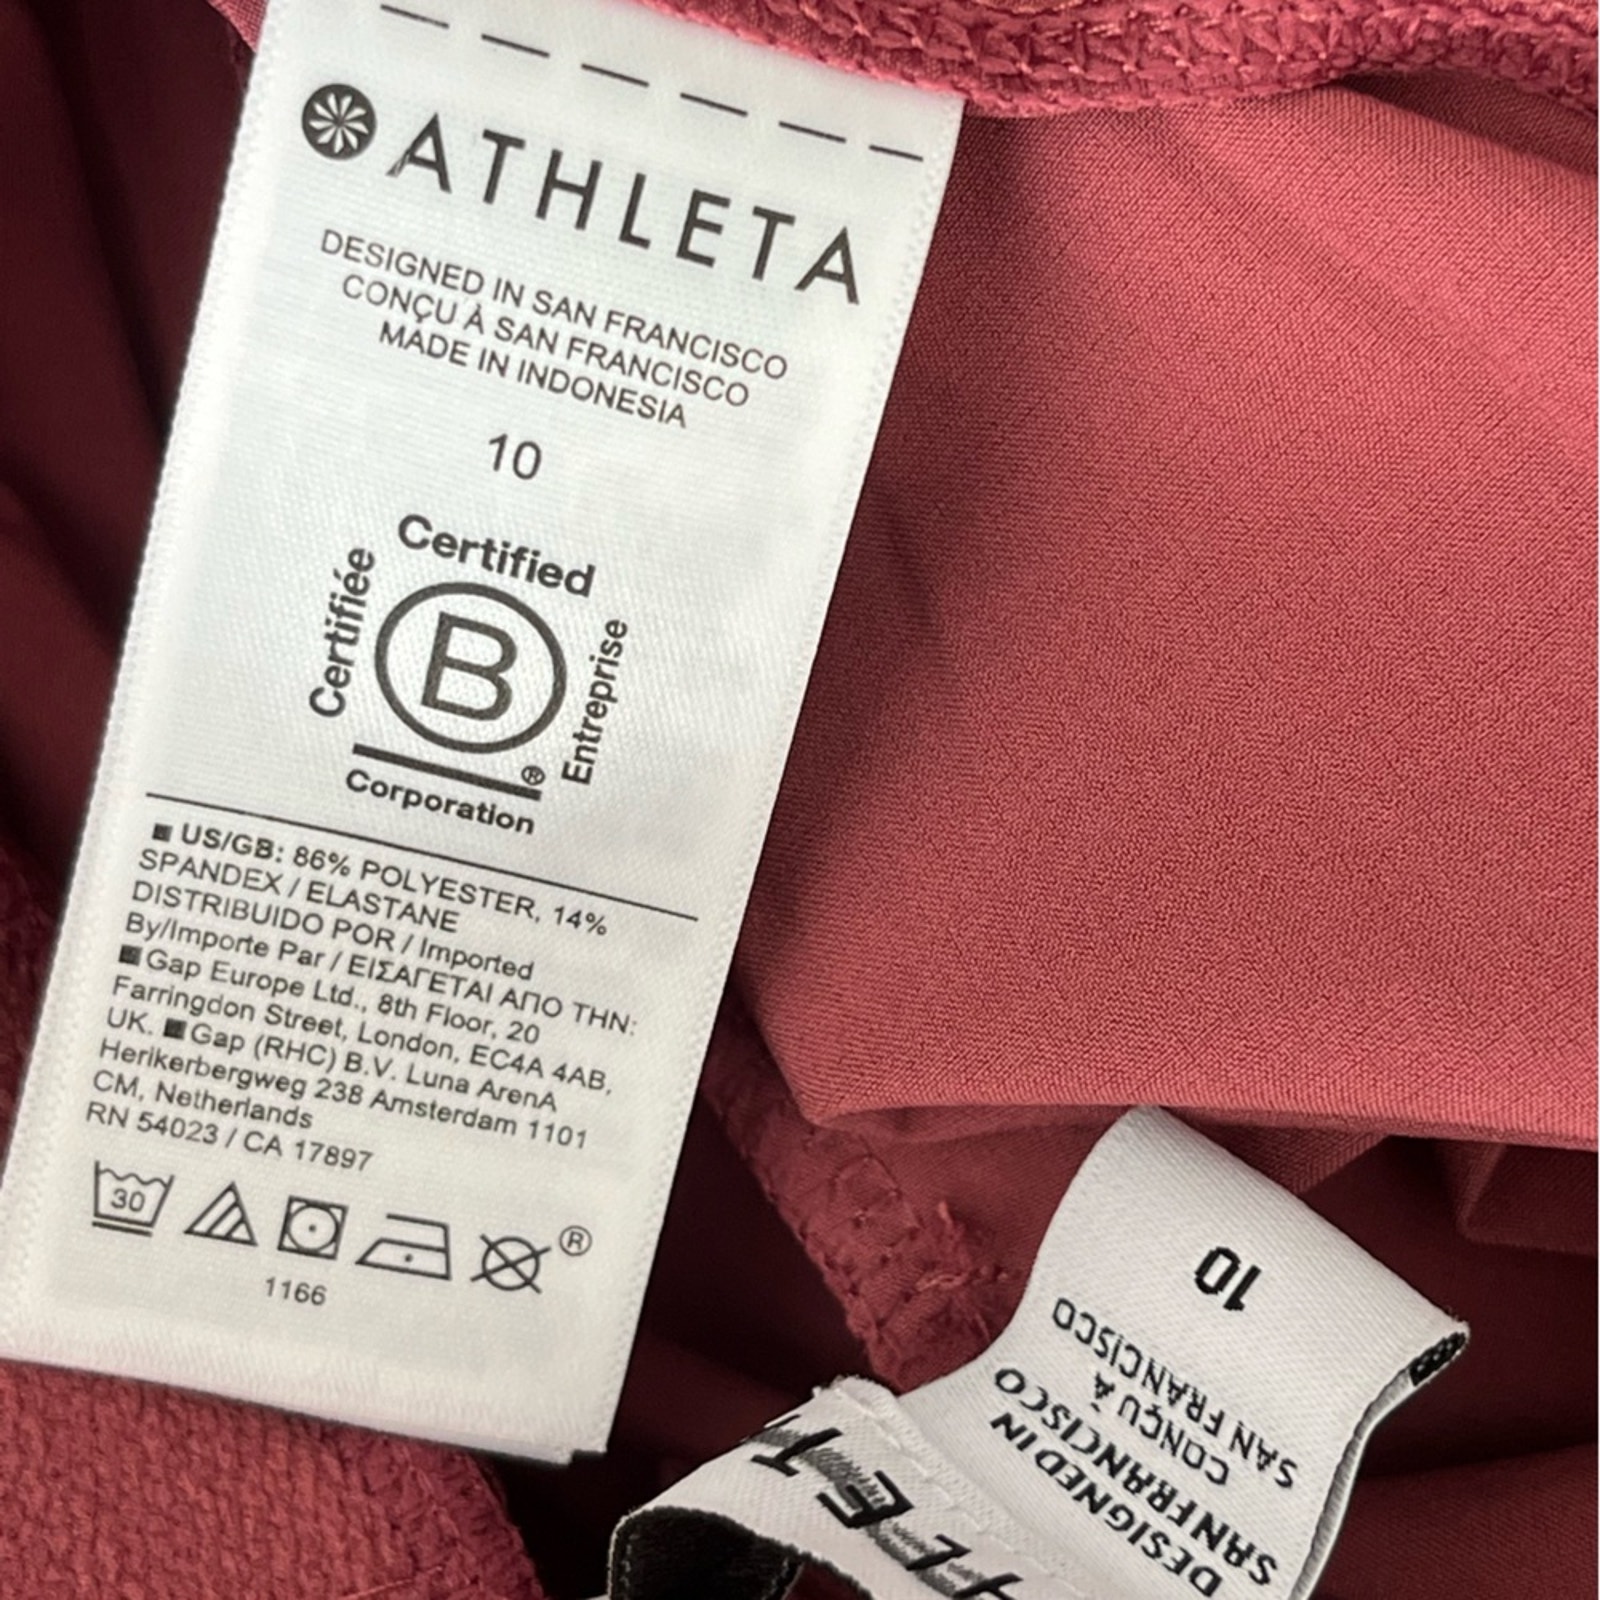 ATHLETA
DESIGNED IN SAN FRANCISCO
CONÇU À SAN FRANCISCO
MADE IN INDONESIA
10
Certified
Certifiée
B
Entreprise
®
Corporation
US/GB: 86% POLYESTER, 14%
SPANDEX / ELASTANE
DISTRIBUIDO POR / Imported
By/Importe Par / ΕΙΣΑΓΕΤΑΙ ΑΠΟ ΤΗΝ:
Gap Europe Ltd., 8th Floor, 20
Farringdon Street, London, EC4A 4AB,
UK. Gap (RHC) B.V. Luna ArenA
Herikerbergweg 238 Amsterdam 1101
CM, Netherlands
RN 54023 / CA 17897
30
®
1166
DESIGNED IN
SAN FRANCISCO
CONÇU À
SAN FRANCISCO
10